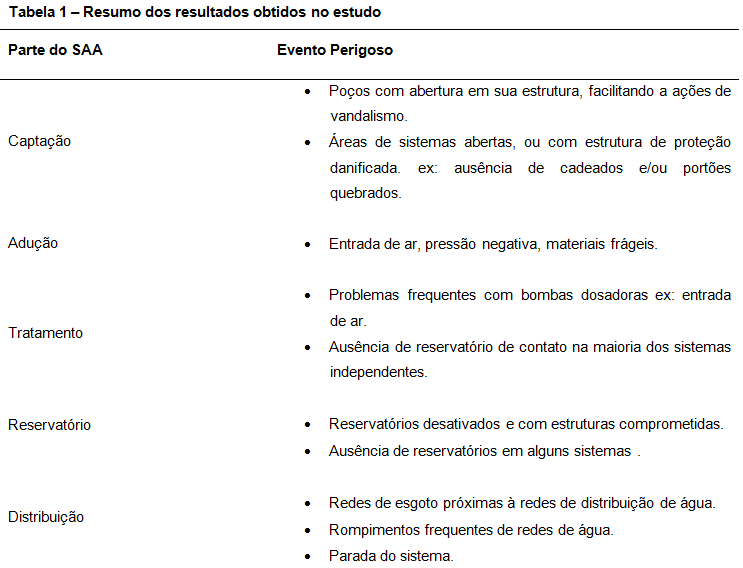 Tabela 1 – Resumo dos resultados obtidos no estudo
Parte do SAA
Evento Perigoso
Captação
• Poços com abertura em sua estrutura, facilitando a ações de
vandalismo.
• Áreas de sistemas abertas, ou com estrutura de proteção
danificada. ex: ausência de cadeados e/ou portões
quebrados.
Adução
• Entrada de ar, pressão negativa, materiais frágeis.
Tratamento
• Problemas frequentes com bombas dosadoras ex: entrada
de ar.
• Ausência de reservatório de contato na maioria dos sistemas
independentes.
Reservatório
• Reservatórios desativados e com estruturas comprometidas.
• Ausência de reservatórios em alguns sistemas .
Distribuição
• Redes de esgoto próximas à redes de distribuição de água.
• Rompimentos frequentes de redes de água.
• Parada do sistema.